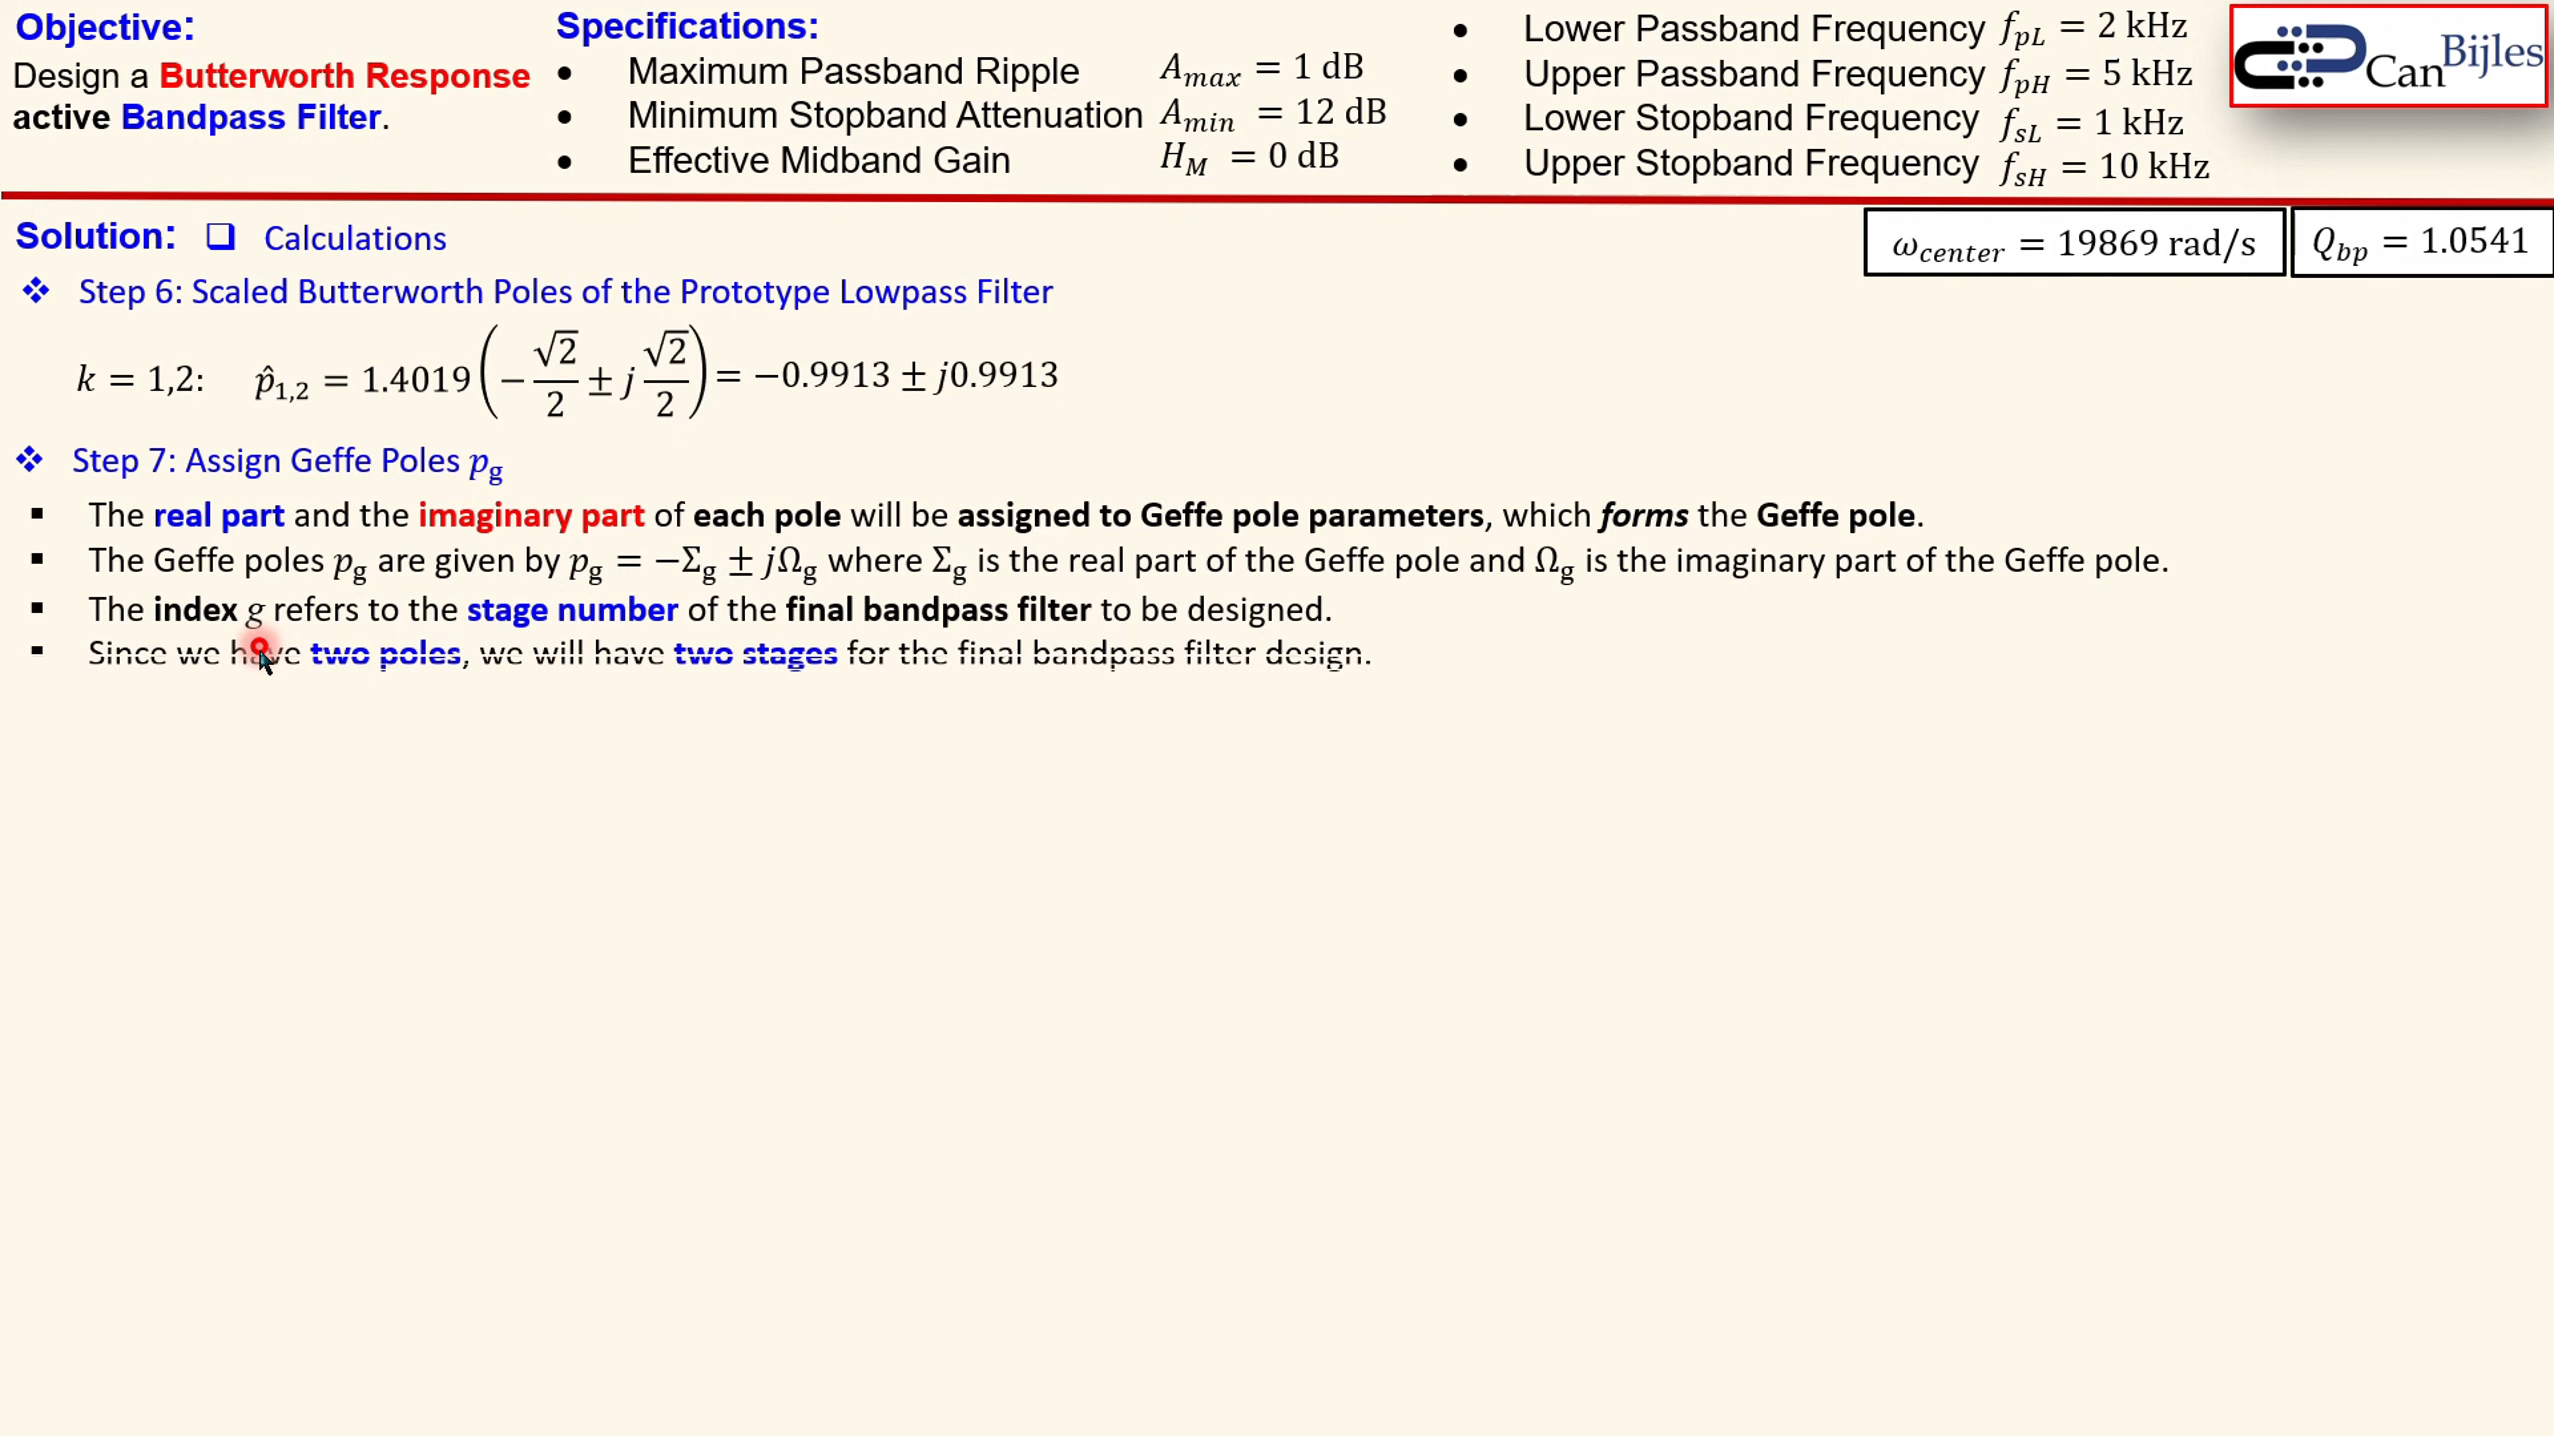 Objective:
Design a Butterworth Response
active Bandpass Filter.
Specifications:
• Maximum Passband Ripple A_max = 1 dB
• Minimum Stopband Attenuation A_min = 12 dB
• Effective Midband Gain H_M = 0 dB
• Lower Passband Frequency f_pL = 2 kHz
• Upper Passband Frequency f_pH = 5 kHz
• Lower Stopband Frequency f_sL = 1 kHz
• Upper Stopband Frequency f_sH = 10 kHz
CanBijles
Solution: ❑ Calculations
ω_center = 19869 rad/s
Q_bp = 1.0541
❖ Step 6: Scaled Butterworth Poles of the Prototype Lowpass Filter
k = 1,2: p̂_1,2 = 1.4019 (−√2/2 ± j √2/2) = −0.9913 ± j0.9913
❖ Step 7: Assign Geffe Poles p_g
▪ The real part and the imaginary part of each pole will be assigned to Geffe pole parameters, which forms the Geffe pole.
▪ The Geffe poles p_g are given by p_g = −Σ_g ± jΩ_g where Σ_g is the real part of the Geffe pole and Ω_g is the imaginary part of the Geffe pole.
▪ The index g refers to the stage number of the final bandpass filter to be designed.
▪ Since we have two poles, we will have two stages for the final bandpass filter design.